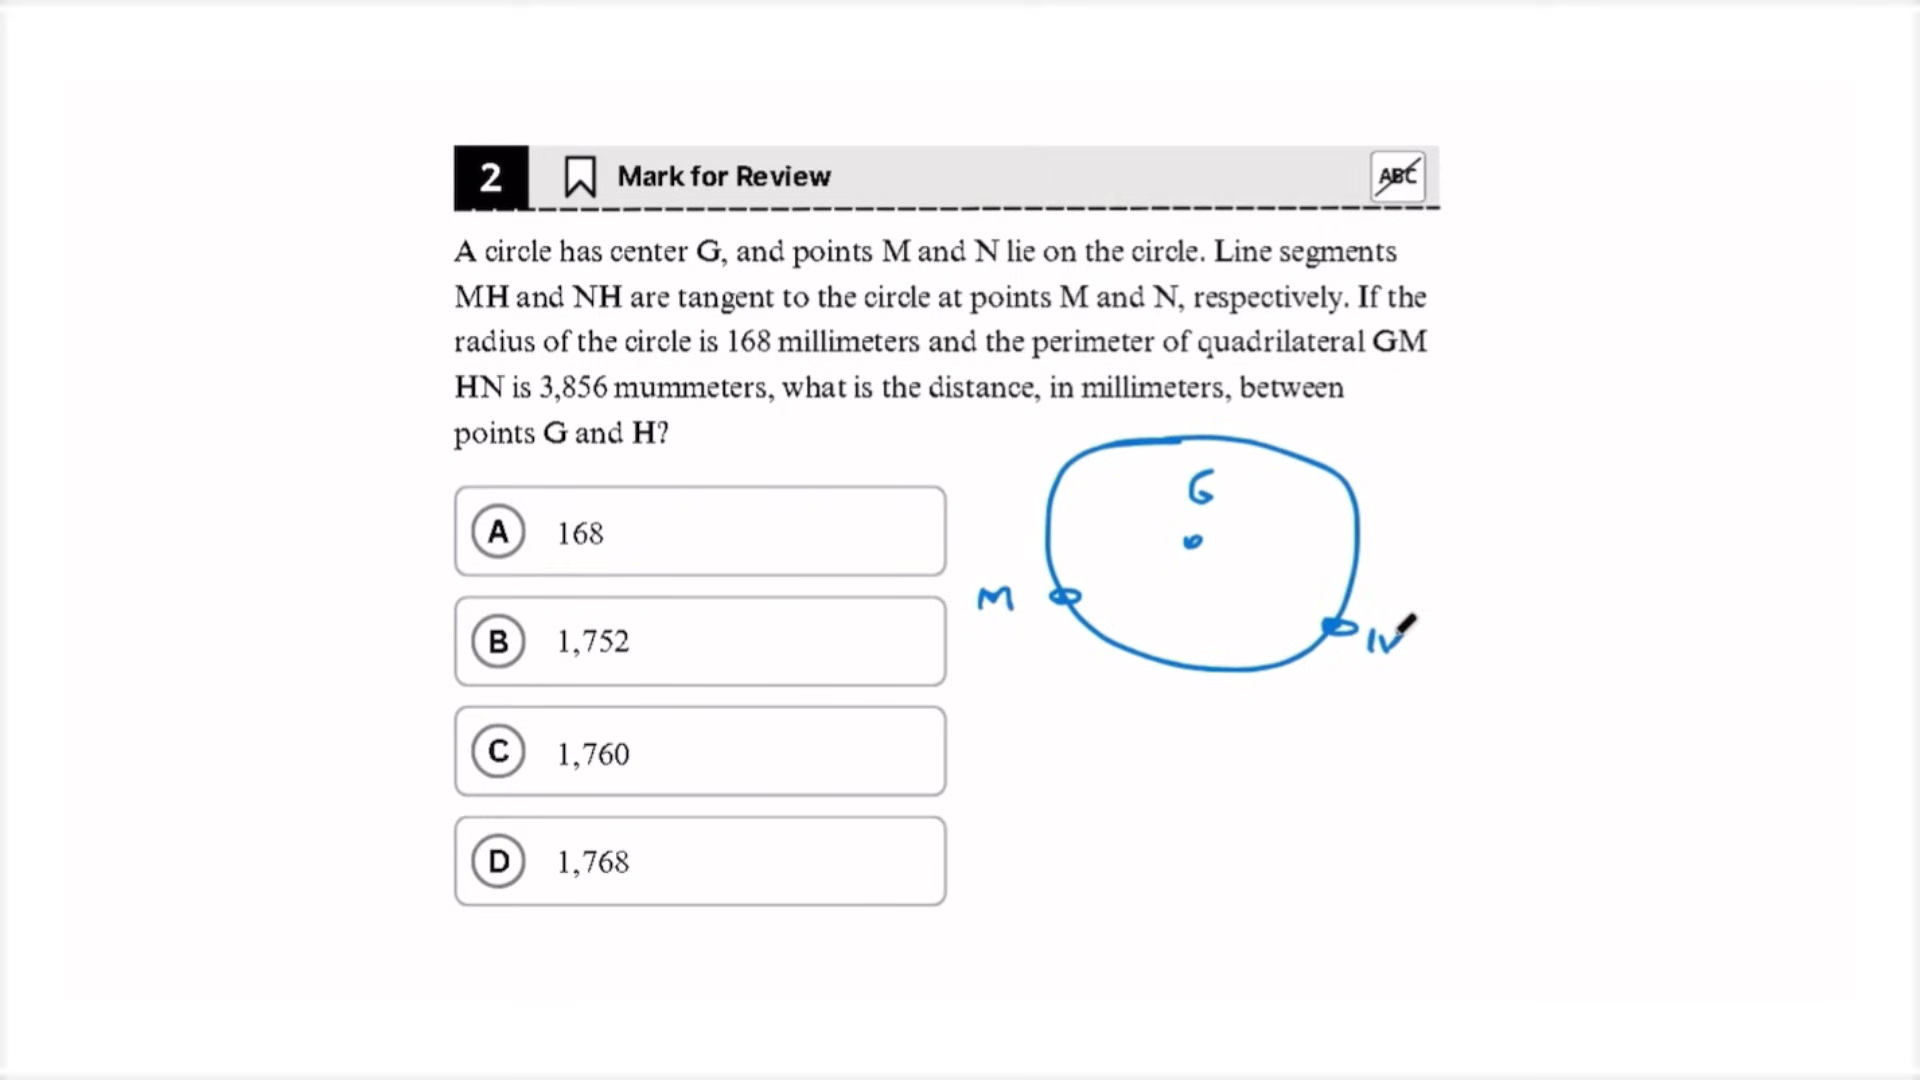 2 Mark for Review ABC
A circle has center G, and points M and N lie on the circle. Line segments
MH and NH are tangent to the circle at points M and N, respectively. If the
radius of the circle is 168 millimeters and the perimeter of quadrilateral GM
HN is 3,856 mummeters, what is the distance, in millimeters, between
points G and H?
G
A 168
M
N
B 1,752
C 1,760
D 1,768